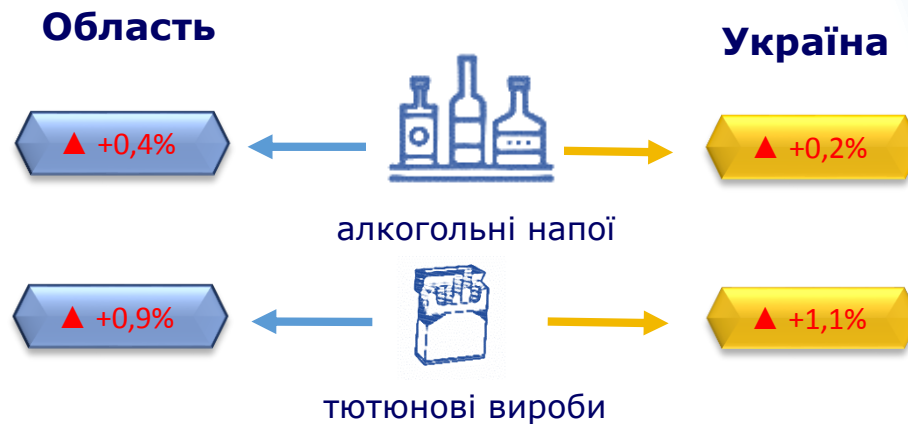 Область
Україна
▲ +0,4%
▲ +0,2%
алкогольні напої
▲ +0,9%
▲ +1,1%
тютюнові вироби